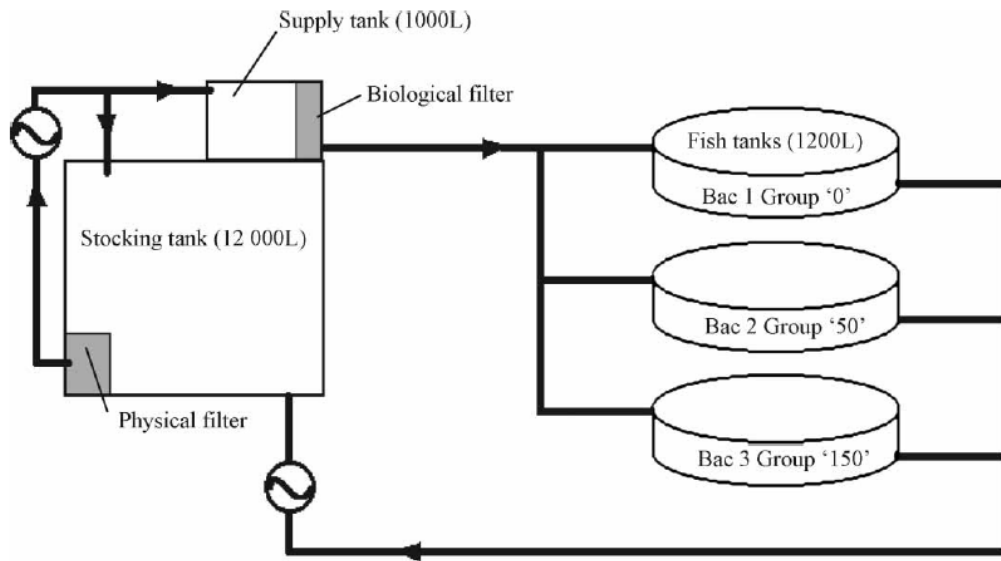 Supply tank (1000L)
Biological filter
Fish tanks (1200L)
Bac 1 Group ‘0’
Stocking tank (12 000L)
Bac 2 Group ‘50’
Physical filter
Bac 3 Group ‘150’